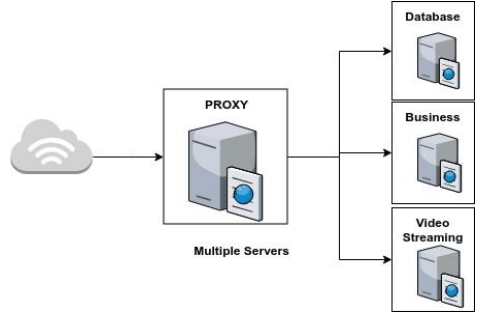 Database
PROXY
Business
Multiple Servers
Video
Streaming